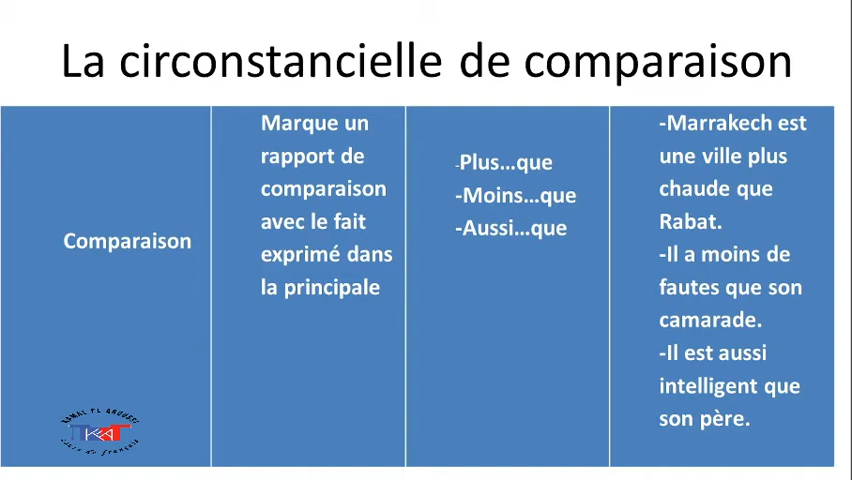 La circonstancielle de comparaison
Comparaison
Marque un
rapport de
comparaison
avec le fait
exprimé dans
la principale
-Plus...que
-Moins...que
-Aussi...que
-Marrakech est
une ville plus
chaude que
Rabat.
-Il a moins de
fautes que son
camarade.
-Il est aussi
intelligent que
son père.